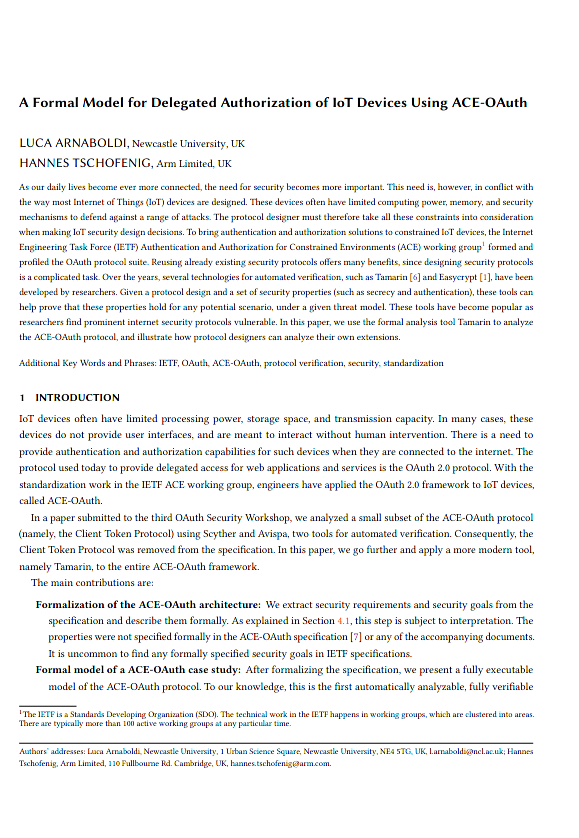 A Formal Model for Delegated Authorization of IoT Devices Using ACE-OAuth
LUCA ARNABOLDI, Newcastle University, UK
HANNES TSCHOFENIG, Arm Limited, UK
As our daily lives become ever more connected, the need for security becomes more important. This need is, however, in conflict with
the way most Internet of Things (IoT) devices are designed. These devices often have limited computing power, memory, and security
mechanisms to defend against a range of attacks. The protocol designer must therefore take all these constraints into consideration
when making IoT security design decisions. To bring authentication and authorization solutions to constrained IoT devices, the Internet
Engineering Task Force (IETF) Authentication and Authorization for Constrained Environments (ACE) working group1 formed and
profiled the OAuth protocol suite. Reusing already existing security protocols offers many benefits, since designing security protocols
is a complicated task. Over the years, several technologies for automated verification, such as Tamarin [6] and Easycrypt [1], have been
developed by researchers. Given a protocol design and a set of security properties (such as secrecy and authentication), these tools can
help prove that these properties hold for any potential scenario, under a given threat model. These tools have become popular as
researchers find prominent internet security protocols vulnerable. In this paper, we use the formal analysis tool Tamarin to analyze
the ACE-OAuth protocol, and illustrate how protocol designers can analyze their own extensions.
Additional Key Words and Phrases: IETF, OAuth, ACE-OAuth, protocol verification, security, standardization
1 INTRODUCTION
IoT devices often have limited processing power, storage space, and transmission capacity. In many cases, these
devices do not provide user interfaces, and are meant to interact without human intervention. There is a need to
provide authentication and authorization capabilities for such devices when they are connected to the internet. The
protocol used today to provide delegated access for web applications and services is the OAuth 2.0 protocol. With the
standardization work in the IETF ACE working group, engineers have applied the OAuth 2.0 framework to IoT devices,
called ACE-OAuth.
In a paper submitted to the third OAuth Security Workshop, we analyzed a small subset of the ACE-OAuth protocol
(namely, the Client Token Protocol) using Scyther and Avispa, two tools for automated verification. Consequently, the
Client Token Protocol was removed from the specification. In this paper, we go further and apply a more modern tool,
namely Tamarin, to the entire ACE-OAuth framework.
The main contributions are:
Formalization of the ACE-OAuth architecture: We extract security requirements and security goals from the
specification and describe them formally. As explained in Section 4.1, this step is subject to interpretation. The
properties were not specified formally in the ACE-OAuth specification [7] or any of the accompanying documents.
It is uncommon to find any formally specified security goals in IETF specifications.
Formal model of a ACE-OAuth case study: After formalizing the specification, we present a fully executable
model of the ACE-OAuth protocol. To our knowledge, this is the first automatically analyzable, fully verifiable
1The IETF is a Standards Developing Organization (SDO). The technical work in the IETF happens in working groups, which are clustered into areas.
There are typically more than 100 active working groups at any particular time.
Authors' addresses: Luca Arnaboldi, Newcastle University, 1 Urban Science Square, Newcastle University, NE4 5TG, UK, l.arnaboldi@ncl.ac.uk; Hannes
Tschofenig, Arm Limited, 110 Fullbourne Rd. Cambridge, UK, hannes.tschofenig@arm.com.